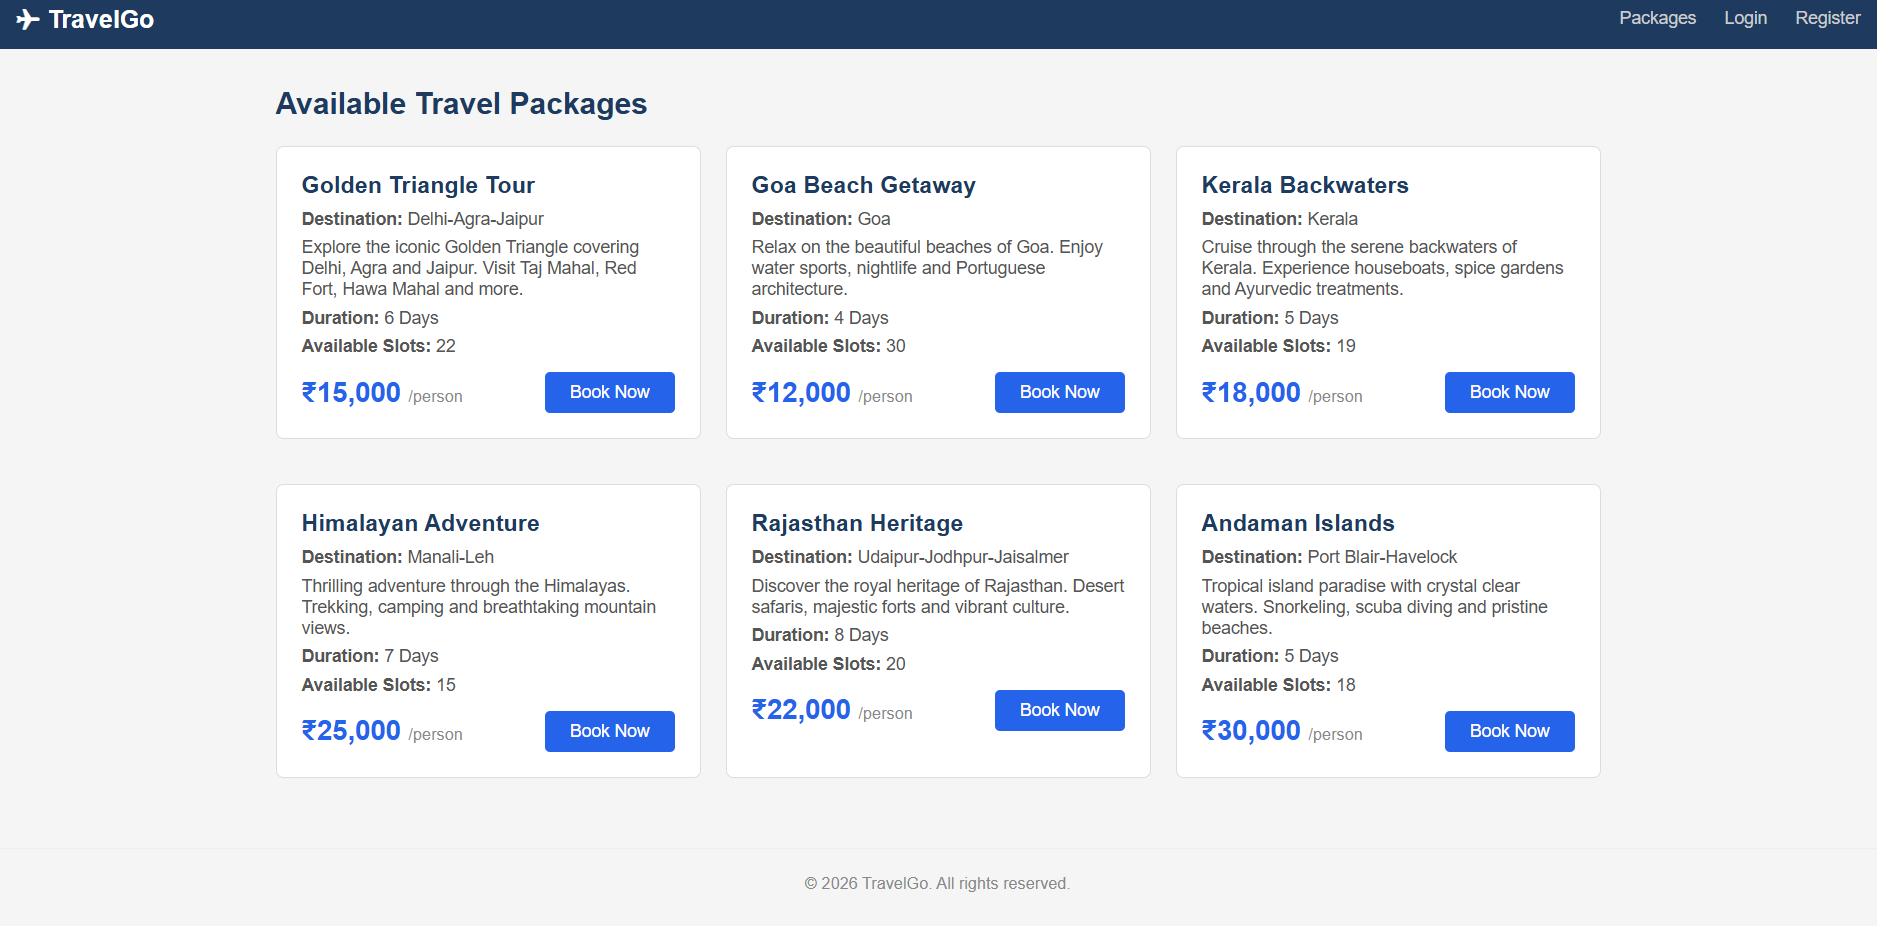 TravelGo
Packages Login Register
Available Travel Packages
Golden Triangle Tour
Destination: Delhi-Agra-Jaipur
Explore the iconic Golden Triangle covering
Delhi, Agra and Jaipur. Visit Taj Mahal, Red
Fort, Hawa Mahal and more.
Duration: 6 Days
Available Slots: 22
₹15,000 /person
Book Now
Goa Beach Getaway
Destination: Goa
Relax on the beautiful beaches of Goa. Enjoy
water sports, nightlife and Portuguese
architecture.
Duration: 4 Days
Available Slots: 30
₹12,000 /person
Book Now
Kerala Backwaters
Destination: Kerala
Cruise through the serene backwaters of
Kerala. Experience houseboats, spice gardens
and Ayurvedic treatments.
Duration: 5 Days
Available Slots: 19
₹18,000 /person
Book Now
Himalayan Adventure
Destination: Manali-Leh
Thrilling adventure through the Himalayas.
Trekking, camping and breathtaking mountain
views.
Duration: 7 Days
Available Slots: 15
₹25,000 /person
Book Now
Rajasthan Heritage
Destination: Udaipur-Jodhpur-Jaisalmer
Discover the royal heritage of Rajasthan. Desert
safaris, majestic forts and vibrant culture.
Duration: 8 Days
Available Slots: 20
₹22,000 /person
Book Now
Andaman Islands
Destination: Port Blair-Havelock
Tropical island paradise with crystal clear
waters. Snorkeling, scuba diving and pristine
beaches.
Duration: 5 Days
Available Slots: 18
₹30,000 /person
Book Now
© 2026 TravelGo. All rights reserved.